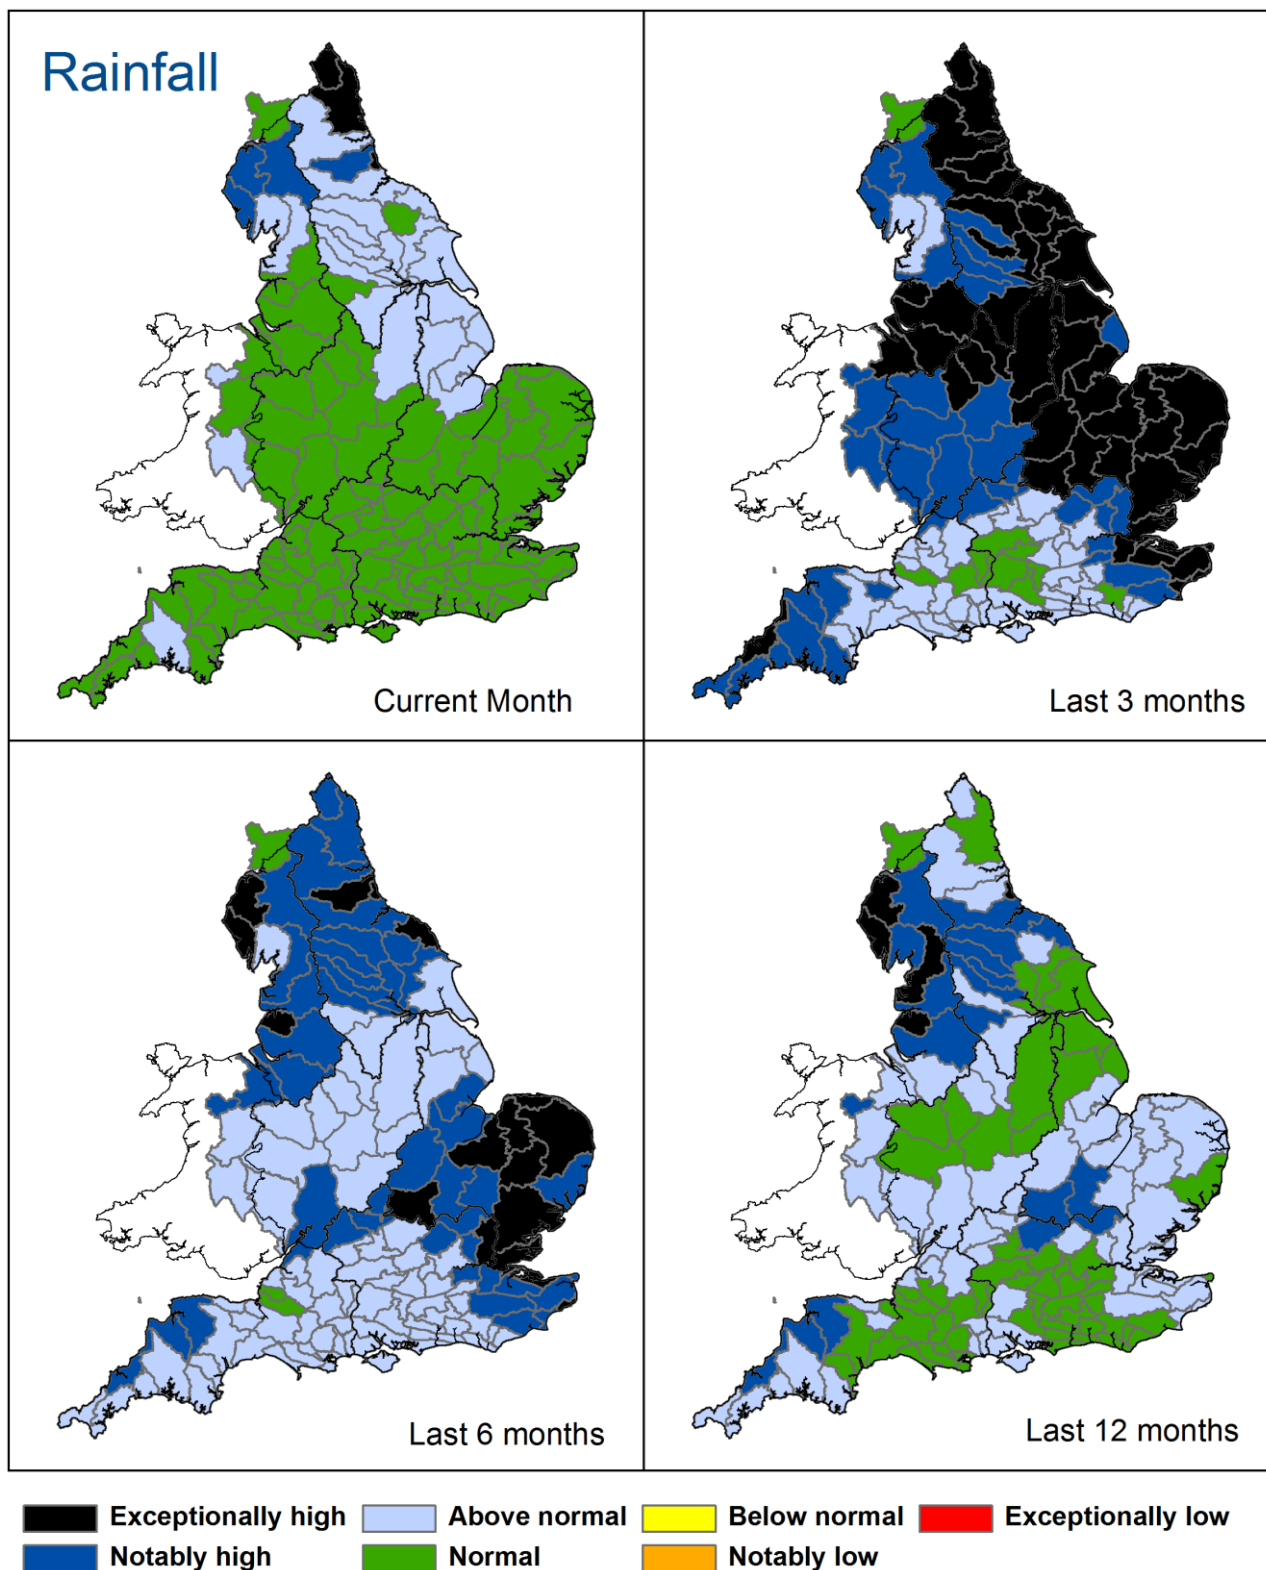 Rainfall
Current Month
Last 3 months
Last 6 months
Last 12 months
Exceptionally high
Above normal
Below normal
Exceptionally low
Notably high
Normal
Notably low